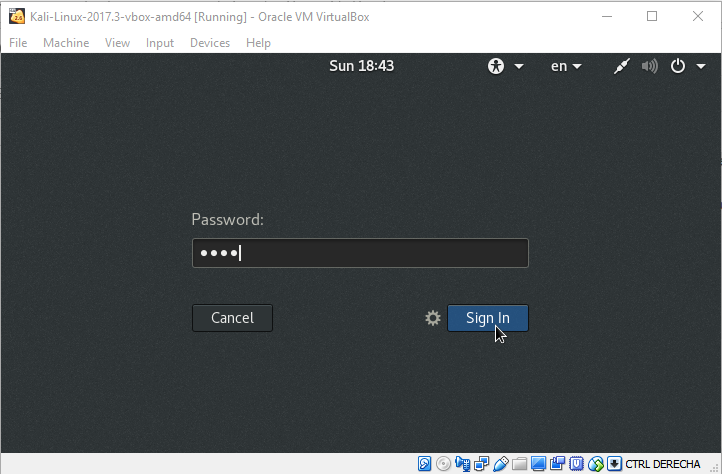 Kali-Linux-2017.3-vbox-amd64 [Running] - Oracle VM VirtualBox
File Machine View Input Devices Help
Sun 18:43 en
Password:
Cancel Sign In
CTRL DERECHA